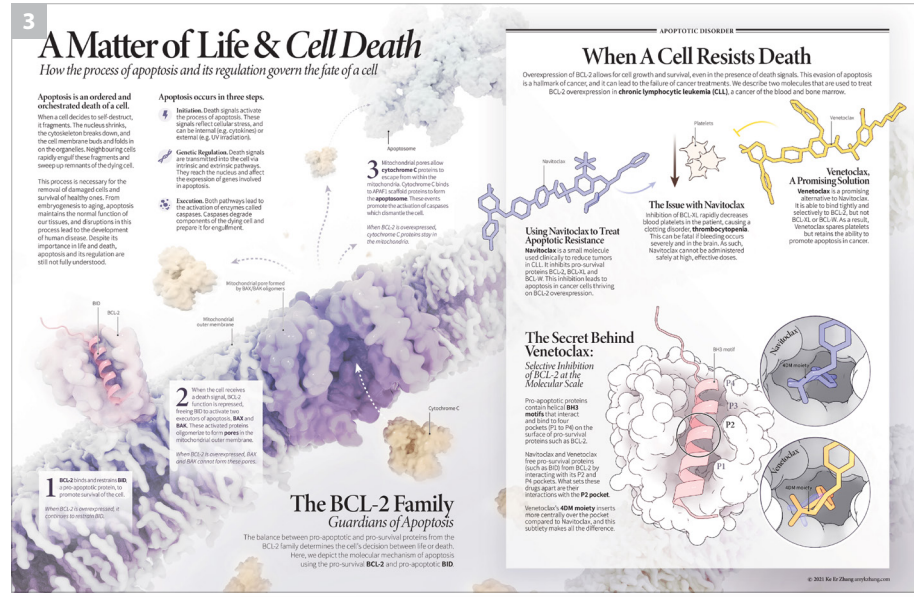 3
A Matter of Life & Cell Death
How the process of apoptosis and its regulation govern the fate of a cell
Apoptosis is an ordered and
orchestrated death of a cell.
When a cell decides to self-destruct,
it fragments. The nucleus shrinks,
the cytoskeleton breaks down, and
the cell membrane buds and folds in
on the organelles. Neighbouring cells
rapidly engulf these fragments and
sweep up remnants of the dying cell.
This process is necessary for the
removal of damaged cells and
survival of healthy ones. From
embryogenesis to aging, apoptosis
maintains the normal function of
our tissues, and disruptions in this
process lead to the development
of human disease. Despite its
importance in life and death,
apoptosis and its regulation are
still not fully understood.
Apoptosis occurs in three steps.
Initiation. Death signals activate
the process of apoptosis. These
signals reflect cellular stress, and
can be internal (e.g. cytokines) or
external (e.g. UV irradiation).
Genetic Regulation. Death signals
are transmitted into the cell via
intrinsic and extrinsic pathways.
They reach the nucleus and affect
the expression of genes involved
in apoptosis.
Execution. Both pathways lead to
the activation of enzymes called
caspases. Caspases degrade
components of the dying cell and
prepare it for engulfment.
Apoptosome
3 Mitochondrial pores allow
cytochrome C proteins to
escape from within the
mitochondria. Cytochrome C binds
to APAF1 scaffold proteins to form
the apoptosome. These events
promote the activation of caspases
which dismantle the cell.
When BCL-2 is overexpressed,
cytochrome C proteins stay in
the mitochondria.
Mitochondrial pore formed
by BAX/BAK oligomers
Mitochondrial
outer membrane
BID
BCL-2
2 When the cell receives
a death signal, BCL-2
function is repressed,
freeing BID to activate two
executors of apoptosis, BAX and
BAK. These activated proteins
oligomerize to form pores in the
mitochondrial outer membrane.
When BCL-2 is overexpressed, BAX
and BAK cannot form these pores.
Cytochrome C
1 BCL-2 binds and restrains BID,
a pro-apoptotic protein, to
promote survival of the cell.
When BCL-2 is overexpressed, it
continues to restrain BID.
The BCL-2 Family
Guardians of Apoptosis
The balance between pro-apoptotic and pro-survival proteins from the
BCL-2 family determines the cell's decision between life or death.
Here, we depict the molecular mechanism of apoptosis
using the pro-survival BCL-2 and pro-apoptotic BID.
APOPTOTIC DISORDER
When A Cell Resists Death
Overexpression of BCL-2 allows for cell growth and survival, even in the presence of death signals. This evasion of apoptosis
is a hallmark of cancer, and it can lead to the failure of cancer treatments. We describe two molecules that are used to treat
BCL-2 overexpression in chronic lymphocytic leukemia (CLL), a cancer of the blood and bone marrow.
Navitoclax
Platelets
Venetoclax
Using Navitoclax to Treat
Apoptotic Resistance
Navitoclax is a small molecule
used clinically to reduce tumors
in CLL. It inhibits pro-survival
proteins BCL-2, BCL-XL and
BCL-W. This inhibition leads to
apoptosis in cancer cells thriving
on BCL-2 overexpression.
The Issue with Navitoclax
Inhibition of BCL-XL rapidly decreases
blood platelets in the patient, causing a
clotting disorder, thrombocytopenia.
This can be fatal if bleeding occurs
severely and in the brain. As such,
Navitoclax cannot be administered
safely at high, effective doses.
Venetoclax,
A Promising Solution
Venetoclax is a promising
alternative to Navitoclax.
It is able to bind tightly and
selectively to BCL-2, but not
BCL-XL or BCL-W. As a result,
Venetoclax spares platelets
but retains the ability to
promote apoptosis in cancer.
The Secret Behind
Venetoclax:
Selective Inhibition
of BCL-2 at the
Molecular Scale
Pro-apoptotic proteins
contain helical BH3
motifs that interact
and bind to four
pockets (P1 to P4) on the
surface of pro-survival
proteins such as BCL-2.
Navitoclax and Venetoclax
free pro-survival proteins
(such as BID) from BCL-2 by
interacting with its P2 and
P4 pockets. What sets these
drugs apart are their
interactions with the P2 pocket.
Venetoclax's 4DM moiety inserts
more centrally over the pocket
compared to Navitoclax, and this
subtlety makes all the difference.
BH3 motif
P4
P3
P2
P1
Navitoclax
4DM moiety
Venetoclax
4DM moiety
© 2021 Ke Er Zhang amykzhang.com